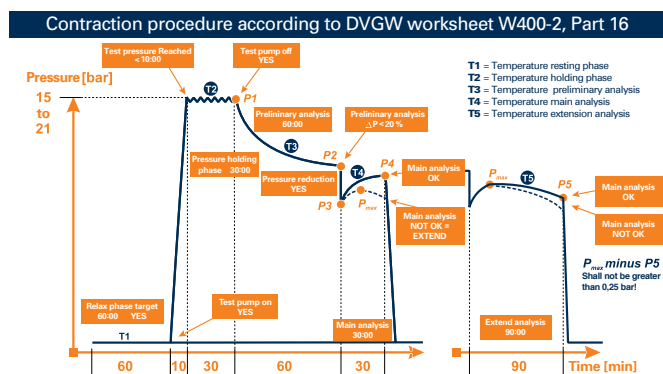 Contraction procedure according to DVGW worksheet W400-2, Part 16
Test pressure Reached
< 10:00
Test pump off
YES
T1 = Temperature resting phase
T2 = Temperature holding phase
T3 = Temperature preliminary analysis
T4 = Temperature main analysis
T5 = Temperature extension analysis
Pressure [bar]
15
to
21
T2
P1
Prelininary analysis
60:00
Prelininary analysis
△P < 20 %
T3
P2
Pressure holding
phase 30:00
Pressure reduction
YES
T4
P4
Main analysis
OK
P3
Pmax
Main analysis
NOT OK =
EXTEND
Pmax
T5
P5
Main analysis
OK
Main analysis
NOT OK
Pmax minus P5
Shall not be greater
than 0,25 bar!
Relax phase target
60:00 YES
T1
Test pump on
YES
Main analysis
30:00
Extend analysis
90:00
60
10
30
60
30
90
Time [min]